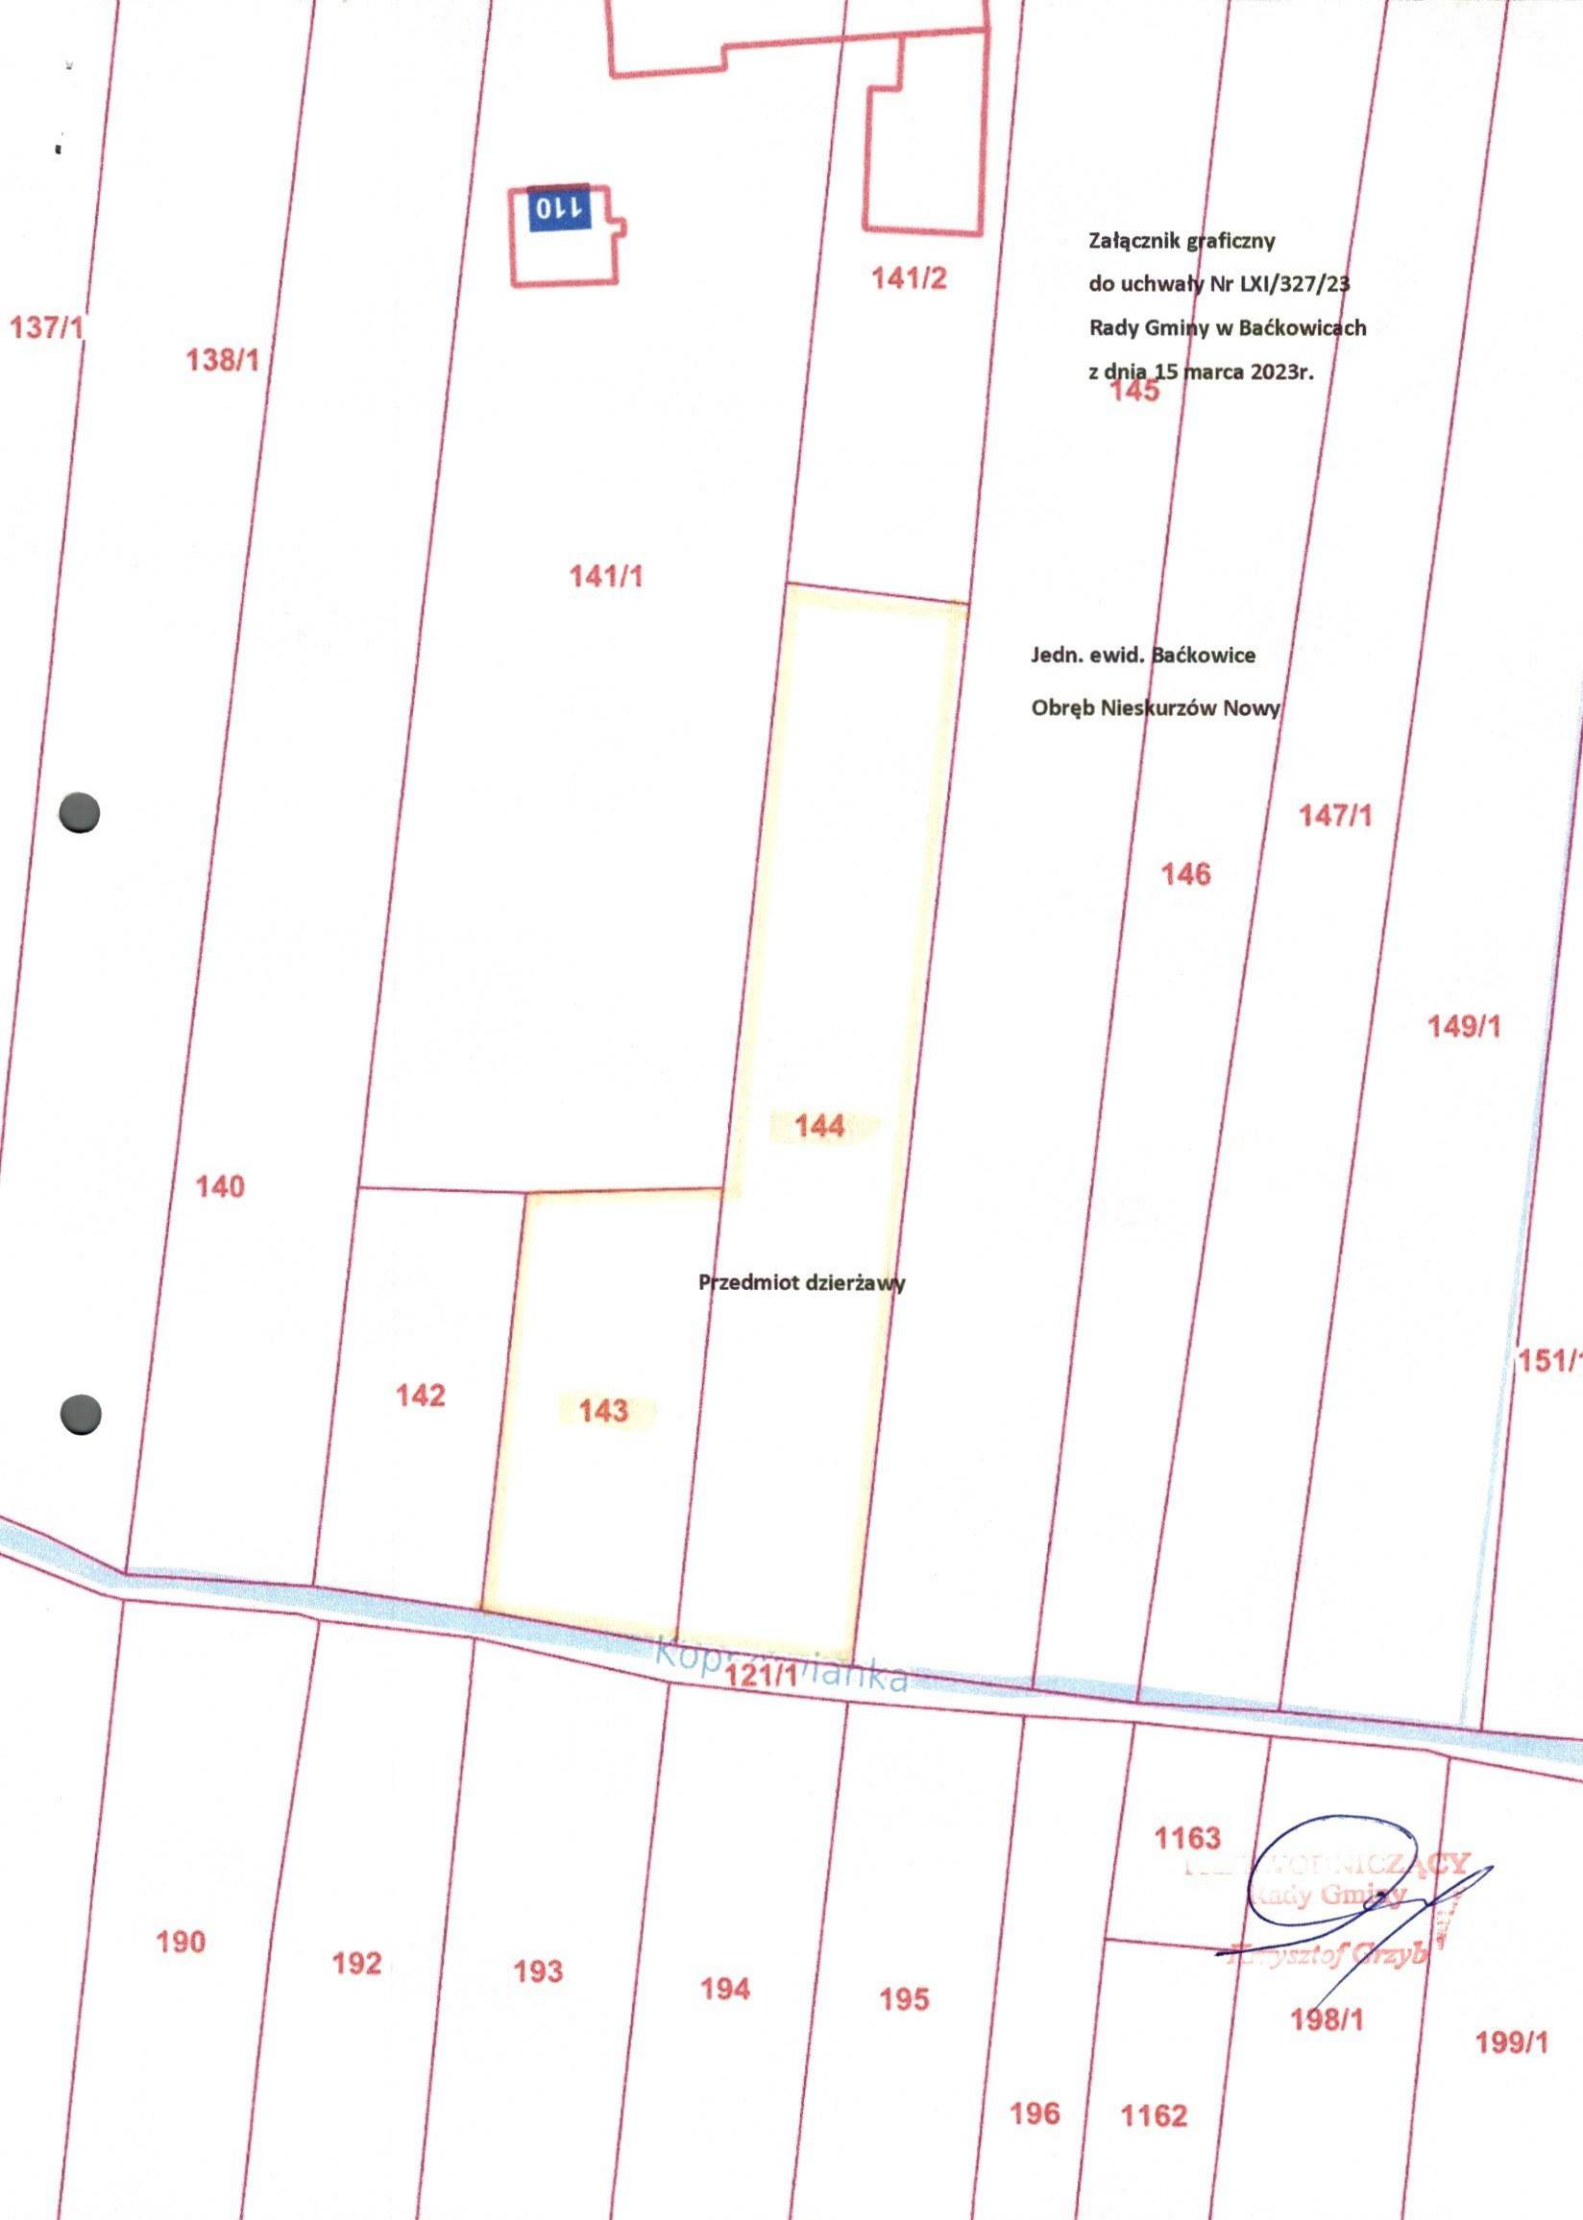 110
Załącznik graficzny
do uchwały Nr LXI/327/23
Rady Gminy w Baćkowicach
z dnia 15 marca 2023r.
141/2
137/1
138/1
145
141/1
Jedn. ewid. Baćkowice
Obręb Nieskurzów Nowy
147/1
146
149/1
144
140
Przedmiot dzierżawy
151/1
142
143
Koprzywianka
121/1
1163
Rady Gminy
Krzysztof Grzyb
190
192
193
194
195
198/1
199/1
196
1162